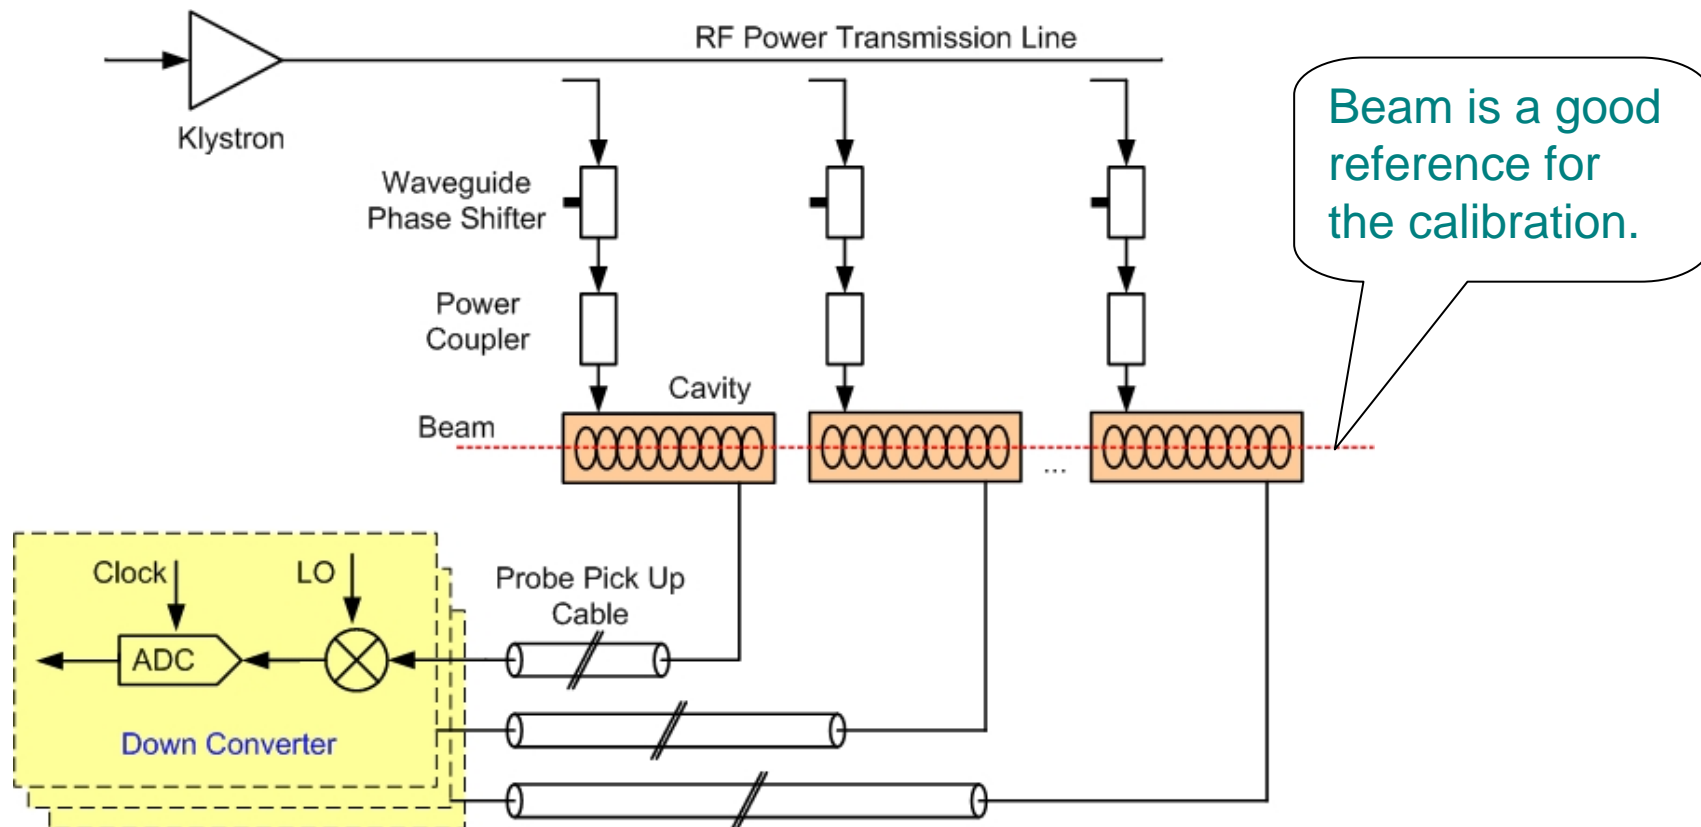 RF Power Transmission Line
Klystron
Beam is a good
reference for
the calibration.
Waveguide
Phase Shifter
Power
Coupler
Cavity
Beam
...
Clock
LO
Probe Pick Up
Cable
ADC
Down Converter